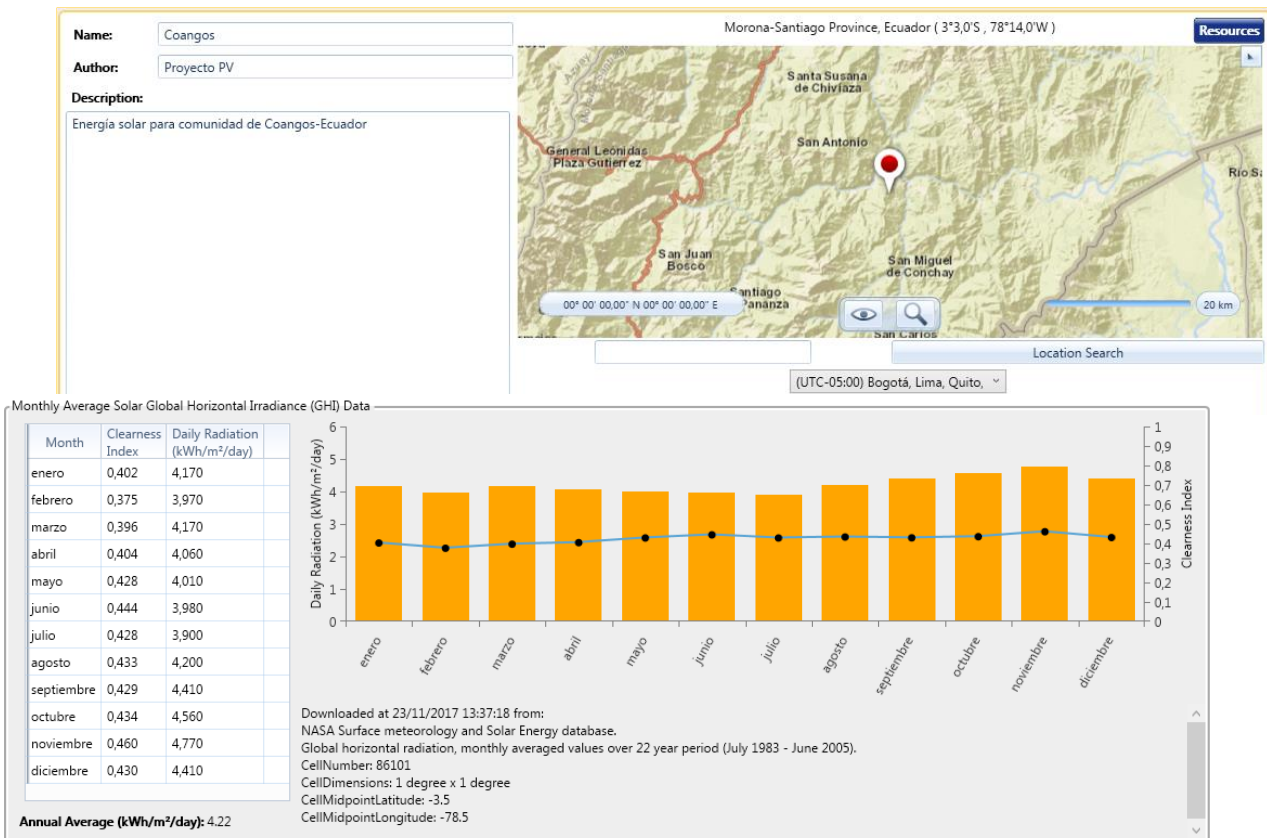 Name: Coangos
Author: Proyecto PV
Description:
Energía solar para comunidad de Coangos-Ecuador
Morona-Santiago Province, Ecuador ( 3°3,0'S , 78°14,0'W )
Resources
Azuay
Santa Susana
de Chiviaza
San Antonio
General Leónidas
Plaza Gutiérrez
San Juan
Bosco
San Miguel
de Conchay
Santiago
Pananza
San Carlos
00° 00' 00,00" N 00° 00' 00,00" E
20 km
Location Search
(UTC-05:00) Bogotá, Lima, Quito,
Monthly Average Solar Global Horizontal Irradiance (GHI) Data
Month Clearness Index Daily Radiation (kWh/m²/day)
enero 0,402 4,170
febrero 0,375 3,970
marzo 0,396 4,170
abril 0,404 4,060
mayo 0,428 4,010
junio 0,444 3,980
julio 0,428 3,900
agosto 0,433 4,200
septiembre 0,429 4,410
octubre 0,434 4,560
noviembre 0,460 4,770
diciembre 0,430 4,410
Annual Average (kWh/m²/day): 4.22
Daily Radiation (kWh/m²/day)
6
5
4
3
2
1
0
enero febrero marzo abril mayo junio julio agosto septiembre octubre noviembre diciembre
1
0,9
0,8
0,7
0,6
0,5
0,4
0,3
0,2
0,1
0
Clearness Index
Downloaded at 23/11/2017 13:37:18 from:
NASA Surface meteorology and Solar Energy database.
Global horizontal radiation, monthly averaged values over 22 year period (July 1983 - June 2005).
CellNumber: 86101
CellDimensions: 1 degree x 1 degree
CellMidpointLatitude: -3.5
CellMidpointLongitude: -78.5